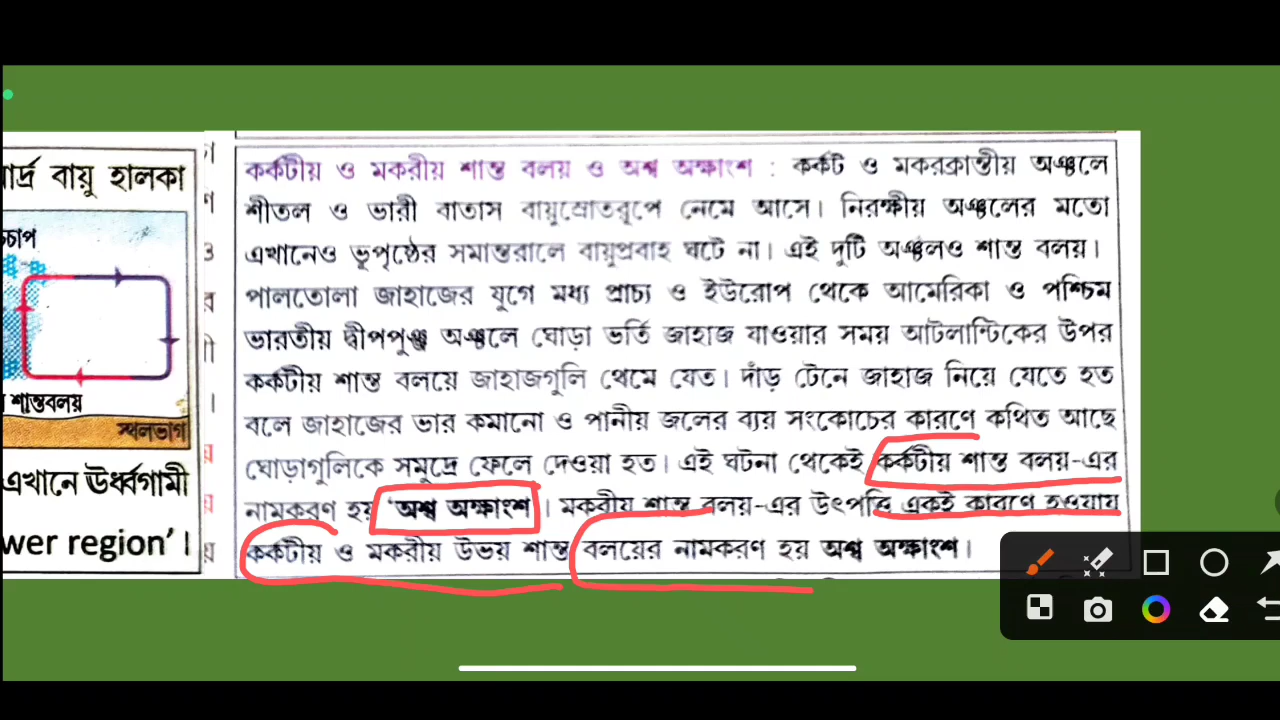 র্দ্র বায়ু হালকা
চাপ
শান্তবলয়
স্থলভাগ
এখানে ঊর্ধ্বগামী
wer region’।
কর্কটীয় ও মকরীয় শান্ত বলয় ও অশ্ব অক্ষাংশ : কর্কট ও মকরক্রান্তীয় অঞ্চলে
শীতল ও ভারী বাতাস বায়ুস্রোতরূপে নেমে আসে। নিরক্ষীয় অঞ্চলের মতো
এখানেও ভূপৃষ্ঠের সমান্তরালে বায়ুপ্রবাহ ঘটে না। এই দুটি অঞ্চলও শান্ত বলয়।
পালতোলা জাহাজের যুগে মধ্য প্রাচ্য ও ইউরোপ থেকে আমেরিকা ও পশ্চিম
ভারতীয় দ্বীপপুঞ্জ অঞ্চলে ঘোড়া ভর্তি জাহাজ যাওয়ার সময় আটলান্টিকের উপর
কর্কটীয় শান্ত বলয়ে জাহাজগুলি থেমে যেত। দাঁড় টেনে জাহাজ নিয়ে যেতে হত
বলে জাহাজের ভার কমানো ও পানীয় জলের ব্যয় সংকোচের কারণে কথিত আছে
ঘোড়াগুলিকে সমুদ্রে ফেলে দেওয়া হত। এই ঘটনা থেকেই কর্কটীয় শান্ত বলয়-এর
নামকরণ হয় ‘অশ্ব অক্ষাংশ। মকরীয় শান্ত বলয়-এর উৎপত্তি একই কারণে হওয়ায়
কর্কটীয় ও মকরীয় উভয় শান্ত বলয়ের নামকরণ হয় অশ্ব অক্ষাংশ।